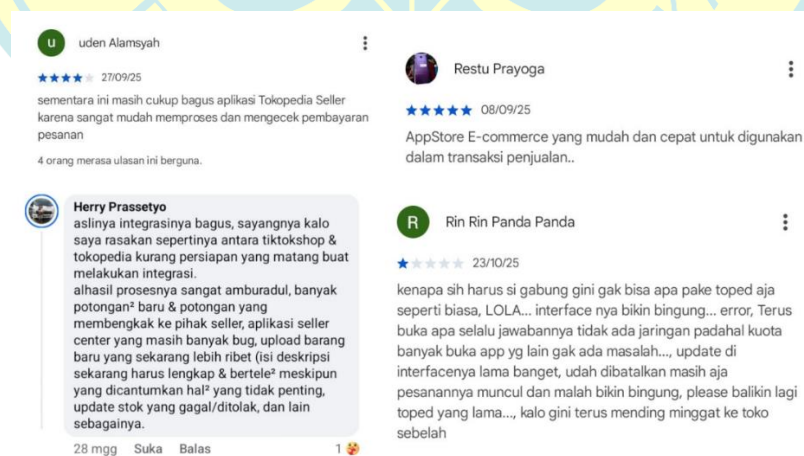 u
uden Alamsyah
27/09/25
sementara ini masih cukup bagus aplikasi Tokopedia Seller
karena sangat mudah memproses dan mengecek pembayaran
pesanan
4 orang merasa ulasan ini berguna.
Herry Prassetyo
aslinya integrasinya bagus, sayangnya kalo
saya rasakan sepertinya antara tiktokshop &
tokopedia kurang persiapan yang matang buat
melakukan integrasi.
alhasil prosesnya sangat amburadul, banyak
potongan² baru & potongan yang
membengkak ke pihak seller, aplikasi seller
center yang masih banyak bug, upload barang
baru yang sekarang lebih ribet (isi deskripsi
sekarang harus lengkap & bertele² meskipun
yang dicantumkan hal² yang tidak penting,
update stok yang gagal/ditolak, dan lain
sebagainya.
28 mgg Suka Balas 1
Restu Prayoga
08/09/25
AppStore E-commerce yang mudah dan cepat untuk digunakan
dalam transaksi penjualan..
R
Rin Rin Panda Panda
23/10/25
kenapa sih harus si gabung gini gak bisa apa pake toped aja
seperti biasa, LOLA... interface nya bikin bingung... error, Terus
buka apa selalu jawabannya tidak ada jaringan padahal kuota
banyak buka app yg lain gak ada masalah..., update di
interfacenya lama banget, udah dibatalkan masih aja
pesanannya muncul dan malah bikin bingung, please balikin lagi
toped yang lama..., kalo gini terus mending minggat ke toko
sebelah